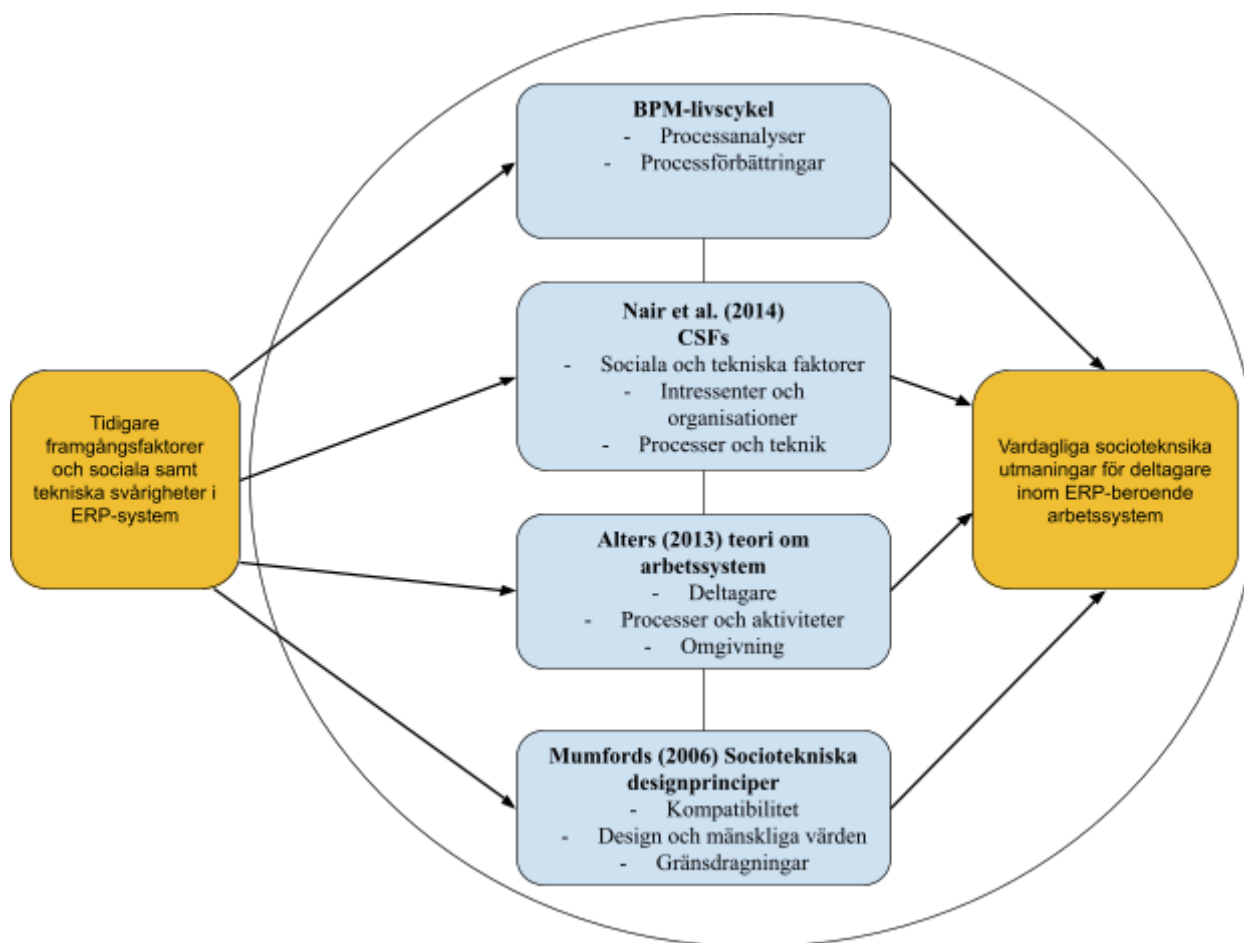 BPM-livscykel
- Processanalyser
- Processförbättringar
Nair et al. (2014)
CSFs
- Sociala och tekniska faktorer
- Intressenter och
organisationer
- Processer och teknik
Tidigare
framgångsfaktorer
och sociala samt
tekniska svårigheter i
ERP-system
Vardagliga socioteknsika
utmaningar för deltagare
inom ERP-beroende
arbetssystem
Alters (2013) teori om
arbetssystem
- Deltagare
- Processer och aktiviteter
- Omgivning
Mumfords (2006) Sociotekniska
designprinciper
- Kompatibilitet
- Design och mänskliga värden
- Gränsdragningar